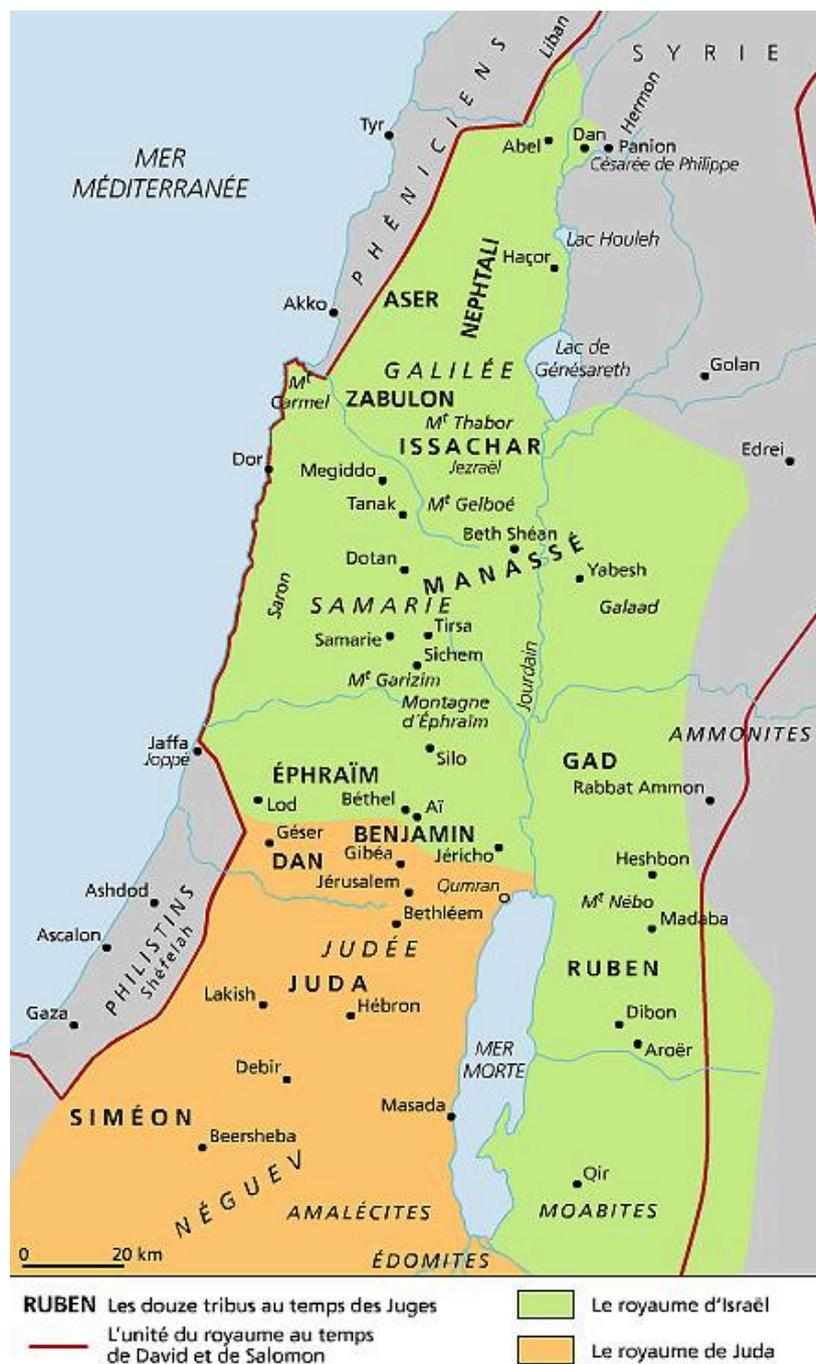 SYRIE
Liban
Hermon
PHÉNICIENS
Tyr
Abel
Dan
Panion
Césarée de Philippe
MER
MÉDITERRANÉE
Lac Houleh
Haçor
NEPHTALI
ASER
Akko
Lac de
Génésareth
Golan
GALILÉE
Mt
Carmel
ZABULON
Mt Thabor
ISSACHAR
Jezraël
Edrei
Dor
Megiddo
Tanak
Mt Gelboé
Beth Shéan
Dotan
MANASSÉ
Yabesh
Galaad
Saron
SAMARIE
Samarie
Tirsa
Sichem
Mt Garizim
Jourdain
Montagne
d'Éphraïm
AMMONITES
Jaffa
Joppé
Silo
GAD
Rabbat Ammon
ÉPHRAÏM
Lod
Béthel
Aï
BENJAMIN
Géser
DAN
Gibéa
Jéricho
Heshbon
Jérusalem
Qumran
Mt Nébo
Madaba
Ashdod
Bethléem
Ascalon
PHILISTINS
Shéfelah
JUDÉE
JUDA
RUBEN
Lakish
Hébron
Gaza
Dibon
Aroër
MER
MORTE
Debir
Masada
SIMÉON
Beersheba
NÉGUEV
Qir
AMALÉCITES
MOABITES
ÉDOMITES
0 20 km
RUBEN Les douze tribus au temps des Juges
L'unité du royaume au temps
de David et de Salomon
Le royaume d'Israël
Le royaume de Juda